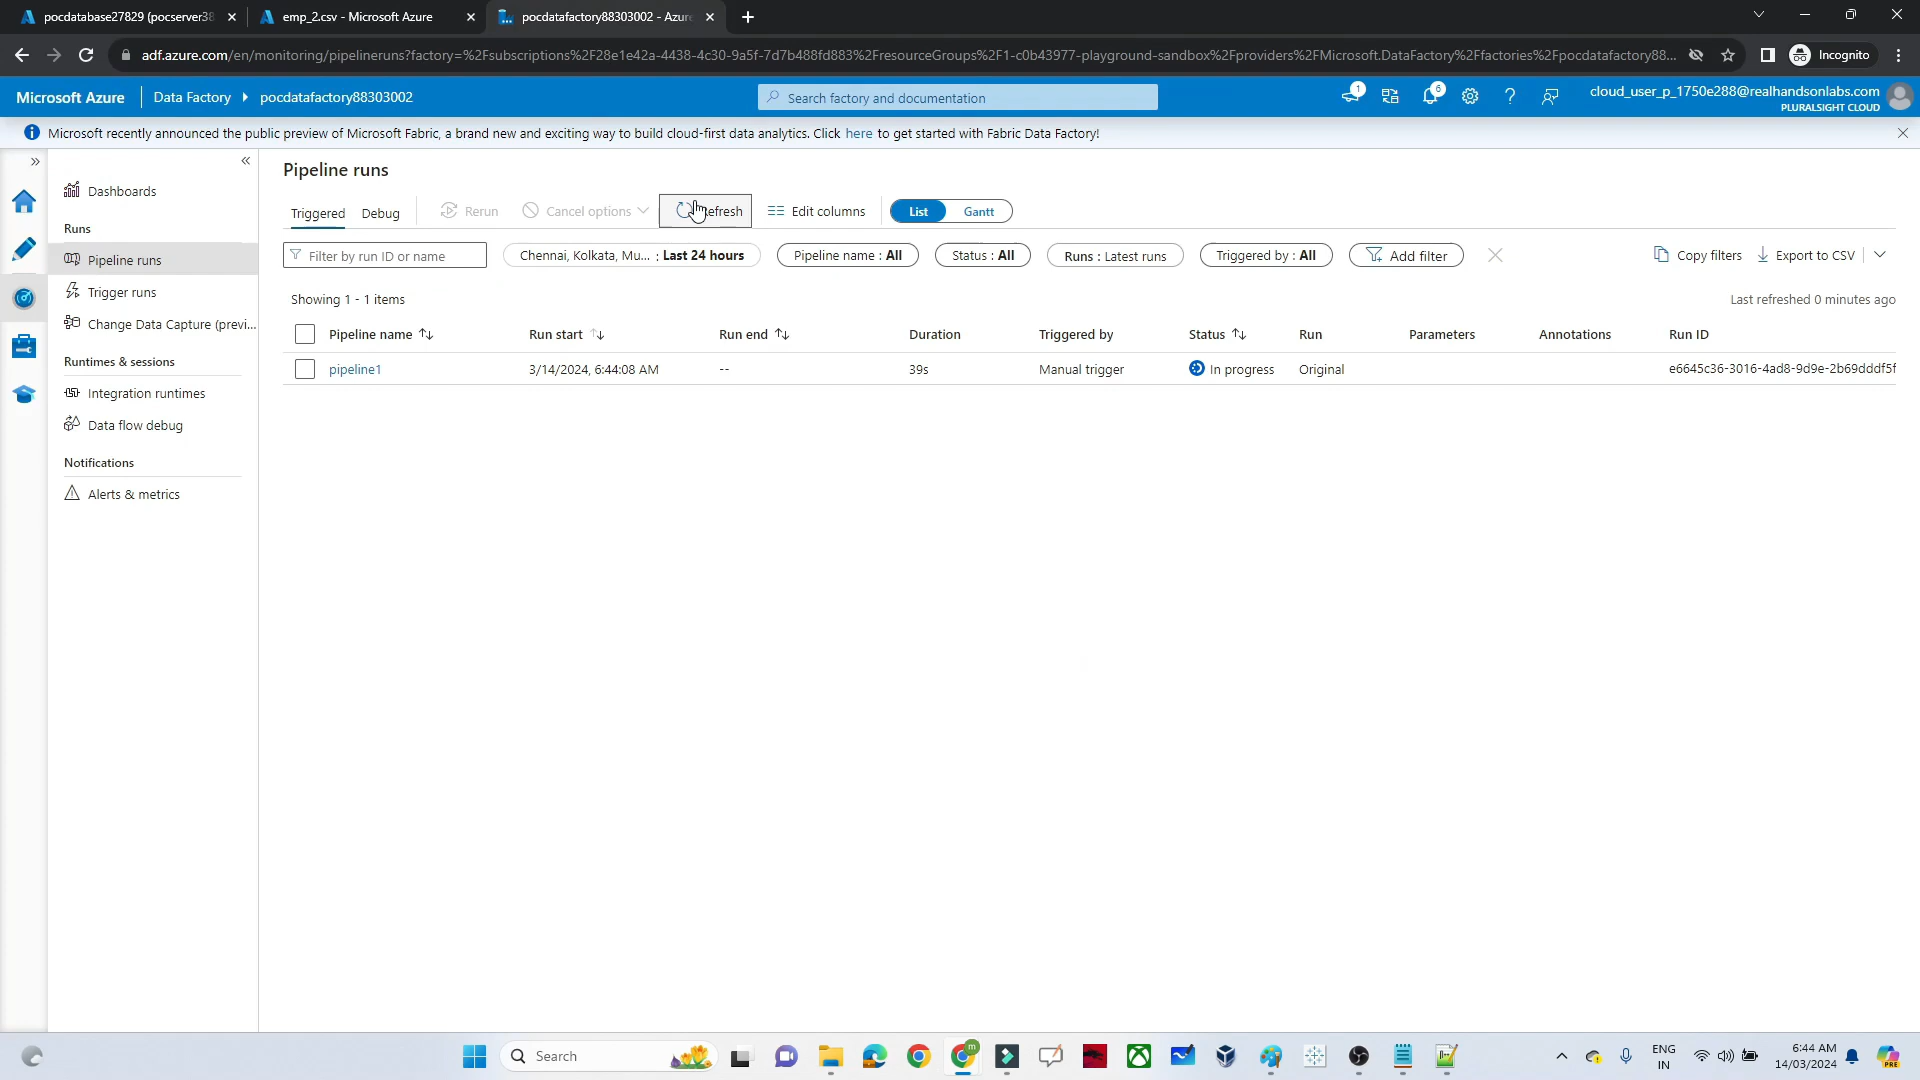 pocdatabase27829 (pocserver38
emp_2.csv - Microsoft Azure
pocdatafactory88303002 - Azur
adf.azure.com/en/monitoring/pipelineruns?factory=%2Fsubscriptions%2F28e1e42a-4438-4c30-9a5f-7d7b488fd883%2FresourceGroups%2F1-c0b43977-playground-sandbox%2Fproviders%2FMicrosoft.DataFactory%2Ffactories%2Fpocdatafactory88...
Incognito
Microsoft Azure
Data Factory
pocdatafactory88303002
Search factory and documentation
1
6
cloud_user_p_1750e288@realhandsonlabs.com
PLURALSIGHT CLOUD
Microsoft recently announced the public preview of Microsoft Fabric, a brand new and exciting way to build cloud-first data analytics. Click here to get started with Fabric Data Factory!
Dashboards
Runs
Pipeline runs
Trigger runs
Change Data Capture (previ...
Runtimes & sessions
Integration runtimes
Data flow debug
Notifications
Alerts & metrics
Pipeline runs
Triggered
Debug
Rerun
Cancel options
efresh
Edit columns
List
Gantt
Filter by run ID or name
Chennai, Kolkata, Mu... : Last 24 hours
Pipeline name : All
Status : All
Runs : Latest runs
Triggered by : All
Add filter
Copy filters
Export to CSV
Showing 1 - 1 items
Last refreshed 0 minutes ago
Pipeline name
Run start
Run end
Duration
Triggered by
Status
Run
Parameters
Annotations
Run ID
pipeline1
3/14/2024, 6:44:08 AM
--
39s
Manual trigger
In progress
Original
e6645c36-3016-4ad8-9d9e-2b69dddf5f
Search
m
ENG
IN
6:44 AM
14/03/2024
PRE